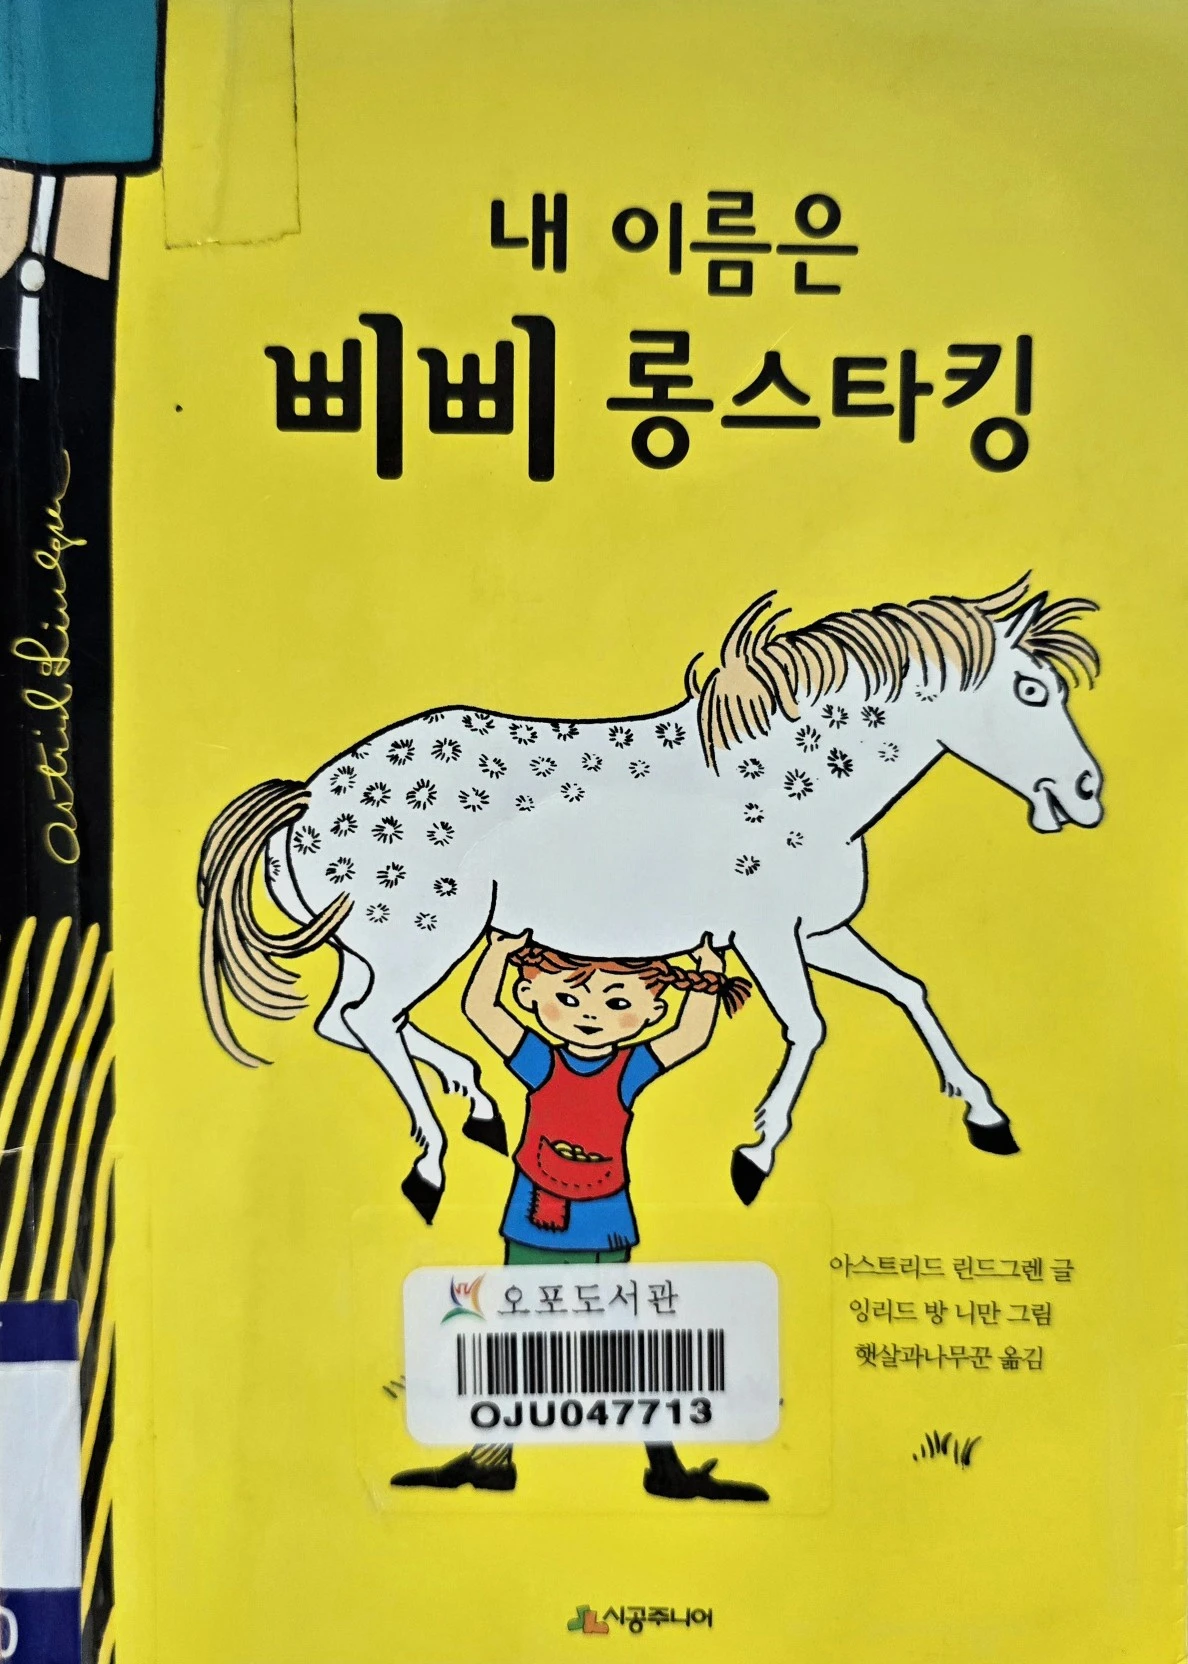 내 이름은
삐삐 롱스타킹
astrid Lindgren
아스트리드 린드그렌 글
잉리드 방 니만 그림
햇살과나무꾼 옮김
오포도서관
OJU047713
시공주니어